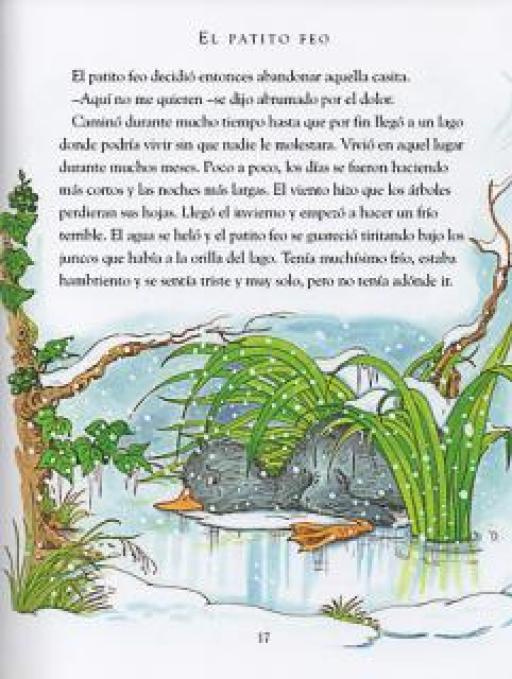 EL PATITO FEO
El patito feo decidió entonces abandonar aquella casita.
–Aquí no me quieren –se dijo abrumado por el dolor.
Caminó durante mucho tiempo hasta que por fin llegó a un lago
donde podría vivir sin que nadie le molestara. Vivió en aquel lugar
durante muchos meses. Poco a poco, los días se fueron haciendo
más cortos y las noches más largas. El viento hizo que los árboles
perdieran sus hojas. Llegó el invierno y empezó a hacer un frío
terrible. El agua se heló y el patito feo se guareció tiritando bajo los
juncos que había a la orilla del lago. Tenía muchísimo frío, estaba
hambriento y se sentía triste y muy solo, pero no tenía adónde ir.
17